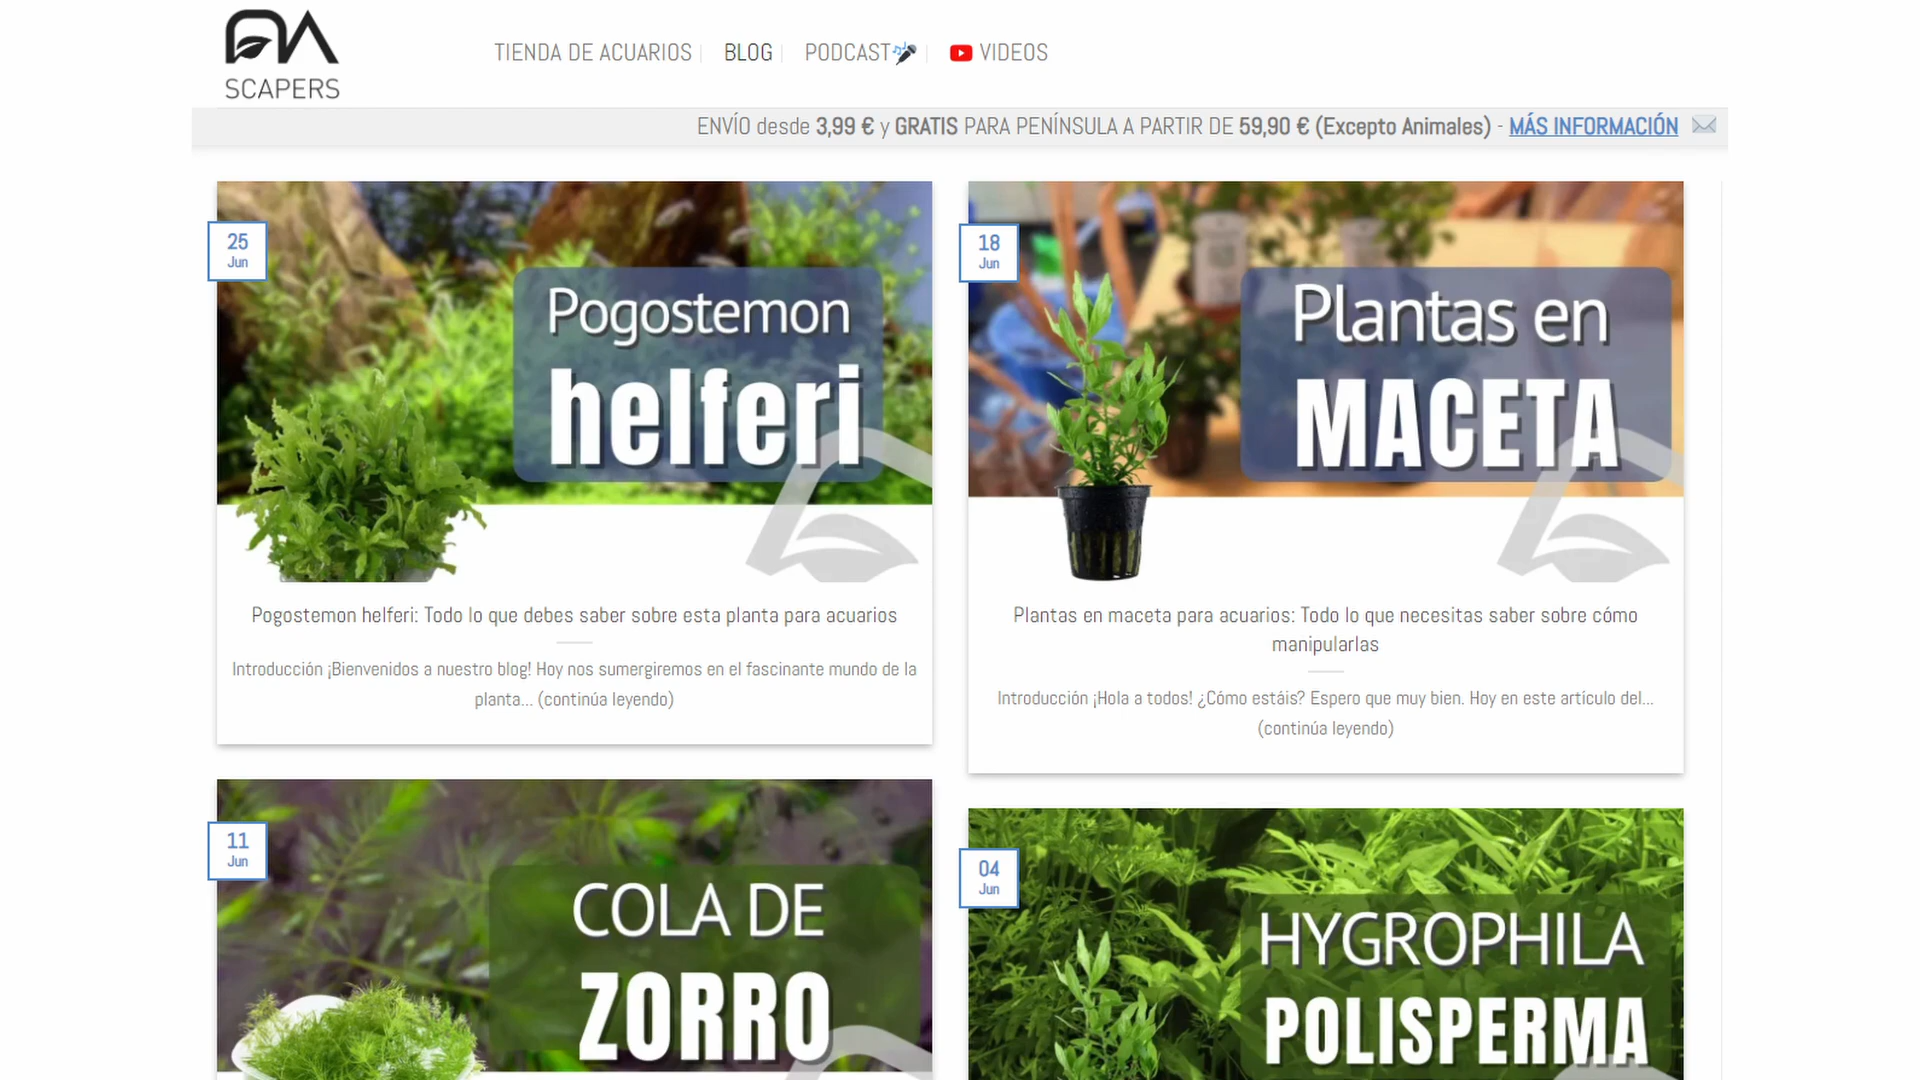 SCAPERS
TIENDA DE ACUARIOS
BLOG
PODCAST
VIDEOS
ENVÍO desde 3,99 € y GRATIS PARA PENÍNSULA A PARTIR DE 59,90 € (Excepto Animales) - MÁS INFORMACIÓN
25
Jun
Pogostemon
helferi
Pogostemon helferi: Todo lo que debes saber sobre esta planta para acuarios
Introducción ¡Bienvenidos a nuestro blog! Hoy nos sumergiremos en el fascinante mundo de la
planta... (continúa leyendo)
18
Jun
Plantas en
MACETA
Plantas en maceta para acuarios: Todo lo que necesitas saber sobre cómo
manipularlas
Introducción ¡Hola a todos! ¿Cómo estáis? Espero que muy bien. Hoy en este artículo del...
(continúa leyendo)
11
Jun
COLA DE
ZORRO
04
Jun
HYGROPHILA
POLISPERMA